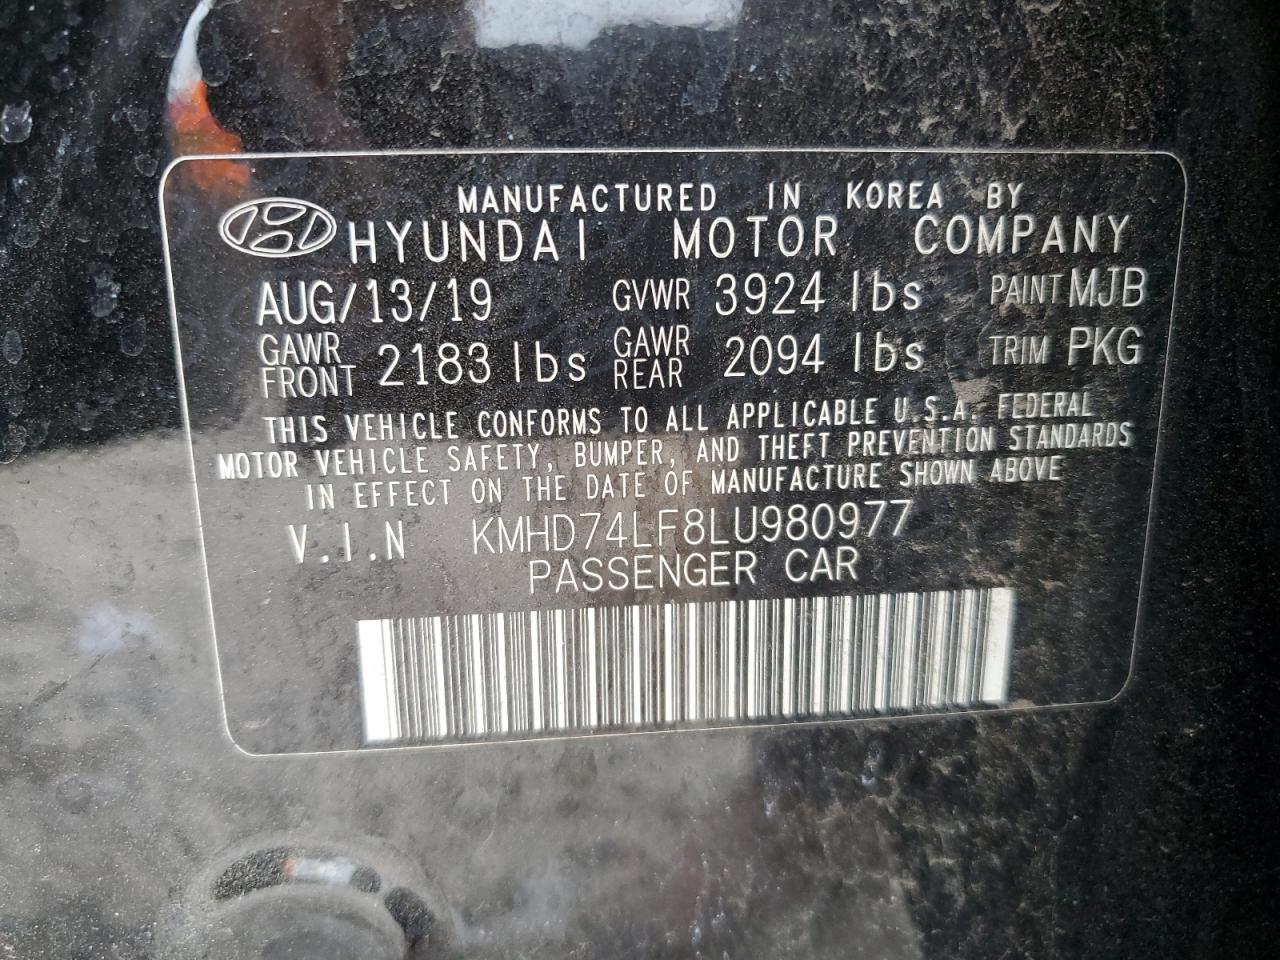 MANUFACTURED IN KOREA BY
HYUNDAI MOTOR COMPANY
AUG/13/19 GVWR 3924 lbs PAINT MJB
GAWR FRONT 2183 lbs GAWR REAR 2094 lbs TRIM PKG
THIS VEHICLE CONFORMS TO ALL APPLICABLE U.S.A. FEDERAL
MOTOR VEHICLE SAFETY, BUMPER, AND THEFT PREVENTION STANDARDS
IN EFFECT ON THE DATE OF MANUFACTURE SHOWN ABOVE
V.I.N KMHD74LF8LU980977
PASSENGER CAR